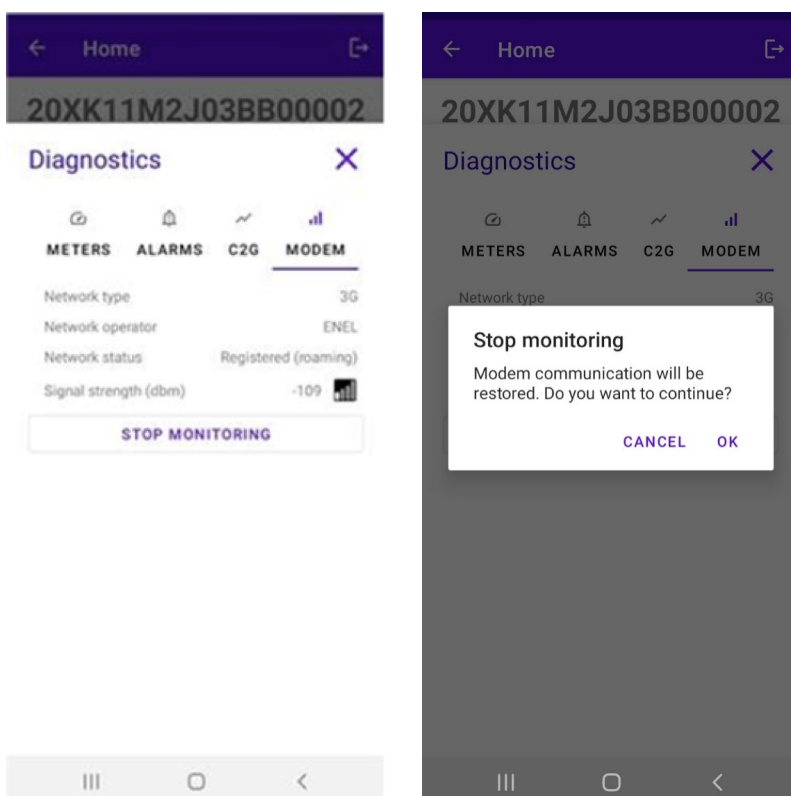 Home
20XK11M2J03BB00002
Diagnostics
METERS ALARMS C2G MODEM
Network type 3G
Network operator ENEL
Network status Registered (roaming)
Signal strength (dbm) -109
STOP MONITORING
Home
20XK11M2J03BB00002
Diagnostics
METERS ALARMS C2G MODEM
Network type 3G
Stop monitoring
Modem communication will be
restored. Do you want to continue?
CANCEL OK